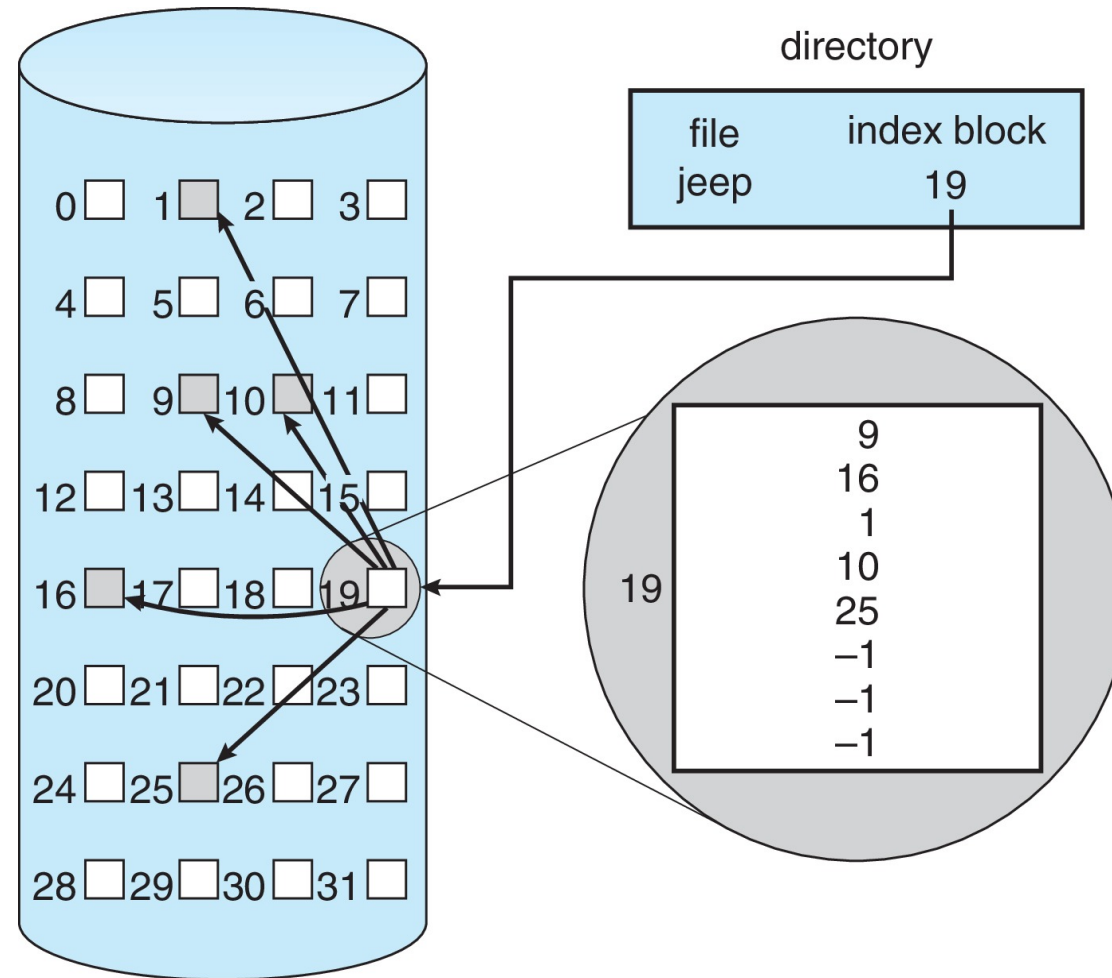 directory
file index block
jeep 19
0 1 2 3
4 5 6 7
8 9 10 11
12 13 14 15
16 17 18 19
20 21 22 23
24 25 26 27
28 29 30 31
19
9
16
1
10
25
–1
–1
–1